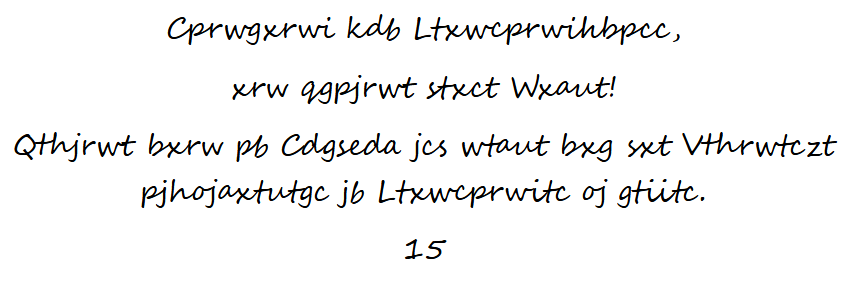 Cprwgxrwi kdb Ltxwcprwihbpcc,
xrw qgpjrwt stxct Wxaut!
Qthjrwt bxrw pb Cdgseda jcs wtaut bxg sxt Vthrwtczt
pjhojaxtutgc jb Ltxwcprwitc oj gtiitc.
15